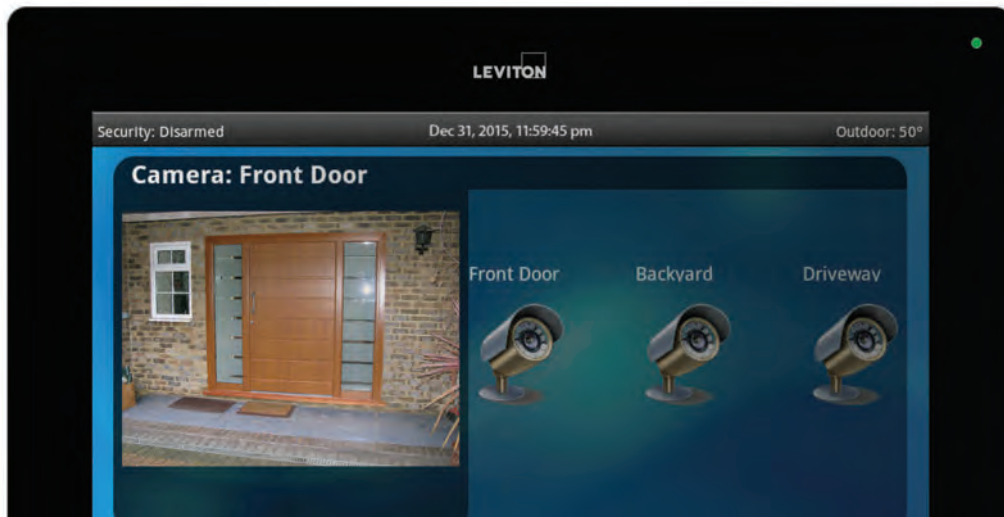 LEVITON
Security: Disarmed Dec 31, 2015, 11:59:45 pm Outdoor: 50°
Camera: Front Door
Front Door Backyard Driveway